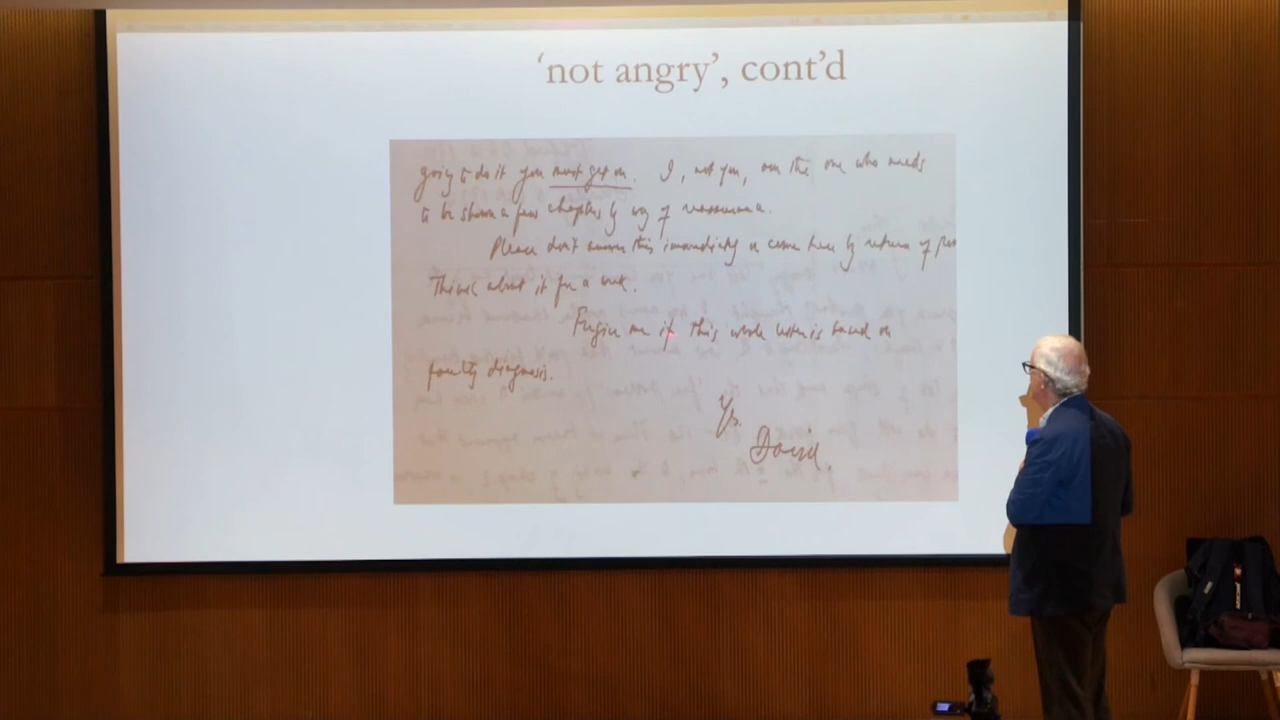 ‘not angry’, cont’d
going to do it you must get on. I, not you, am the one who needs
to be shown a few chapters by way of reassurance.
Please don't answer this immediately or come here by return of
Think about it for a week.
Forgive me if this whole letter is based on
faulty diagnosis.
Yrs.
David.